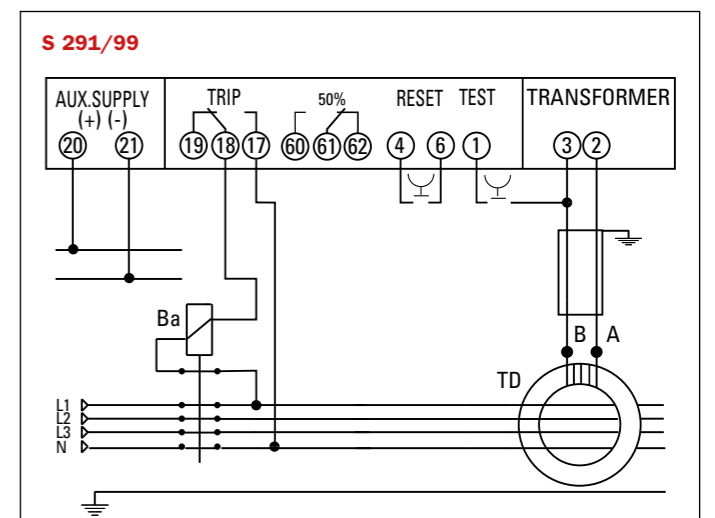 S 291/99
AUX.SUPPLY TRIP 50% RESET TEST TRANSFORMER
(+) (-)
20 21 19 18 17 60 61 62 4 6 1 3 2
Ba
B A
TD
L1
L2
L3
N